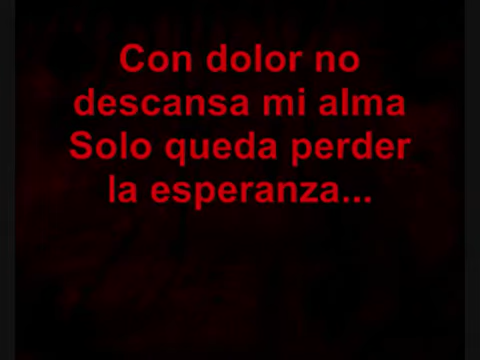 Con dolor no
descansa mi alma
Solo queda perder
la esperanza...